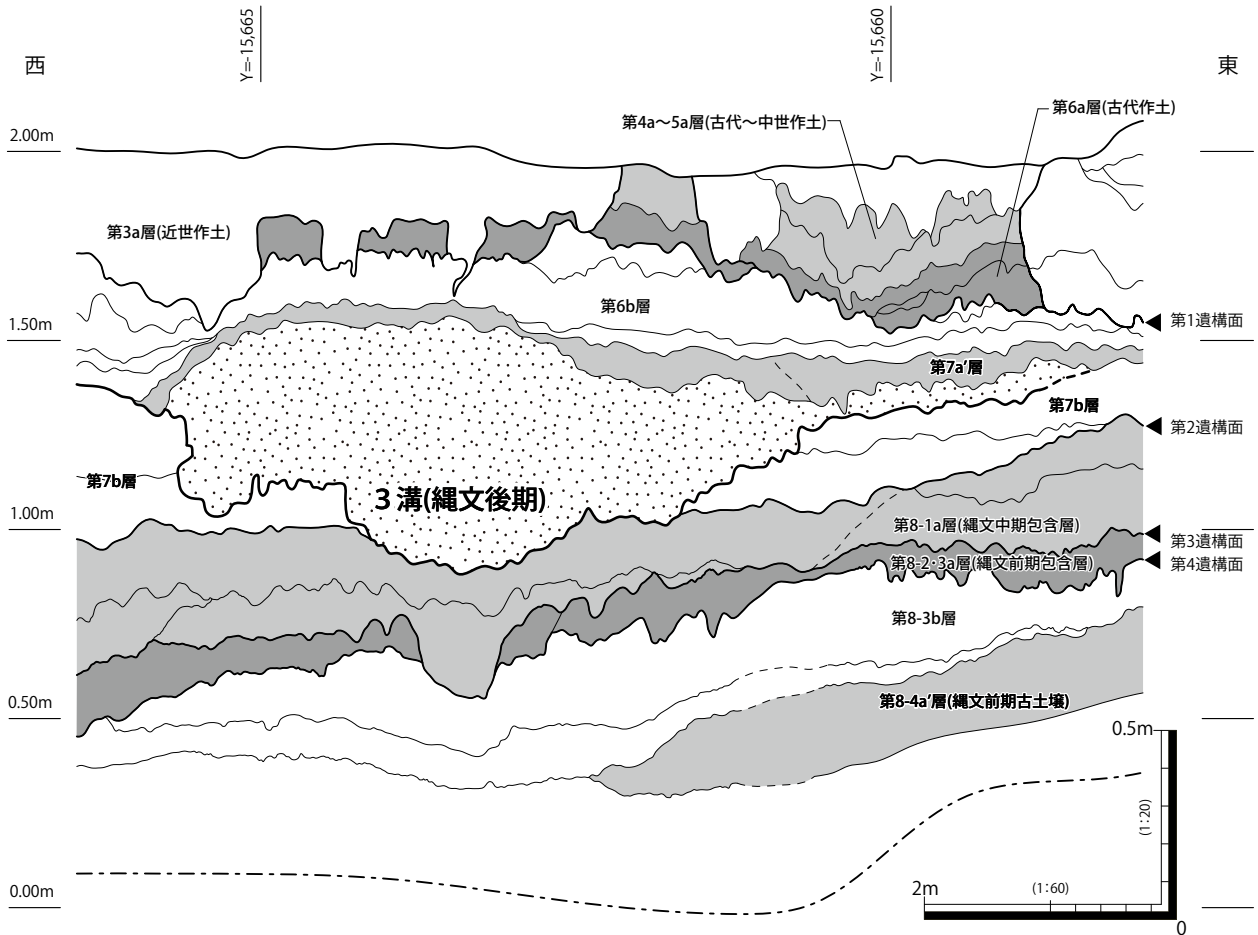 Y=-15,665
Y=-15,660
西
東
第6a層(古代作土)
第4a〜5a層(古代〜中世作土)
2.00m
第3a層(近世作土)
第6b層
第1遺構面
1.50m
第7a'層
第7b層
第2遺構面
第7b層
3溝(縄文後期)
1.00m
第8-1a層(縄文中期包含層)
第3遺構面
第8-2・3a層(縄文前期包含層)
第4遺構面
第8-3b層
0.50m
第8-4a'層(縄文前期古土壌)
0.5m
(1:20)
0.00m
2m
(1:60)
0